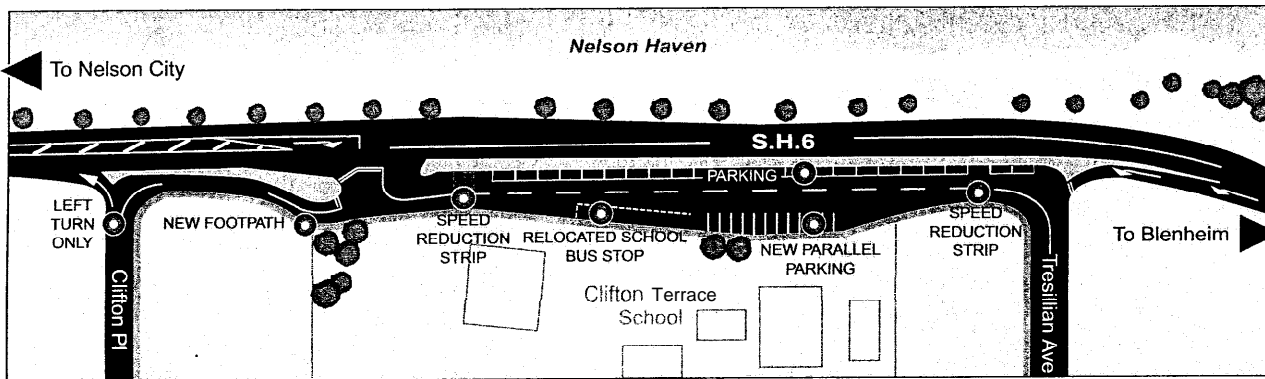 Nelson Haven
To Nelson City
S.H.6
PARKING
LEFT
TURN
ONLY
NEW FOOTPATH
SPEED
REDUCTION
STRIP
RELOCATED SCHOOL
BUS STOP
NEW PARALLEL
PARKING
SPEED
REDUCTION
STRIP
To Blenheim
Clifton Terrace
School
Clifton Pl
Tresillian Ave